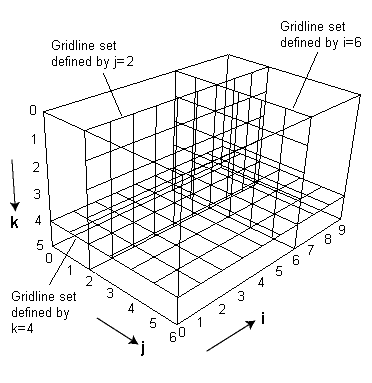 Gridline set
defined by j=2
Gridline set
defined by i=6
0
1
2
3
4
5
k
0
1
2
3
4
5
6
j
0
1
2
3
4
5
6
7
8
9
i
Gridline set
defined by
k=4